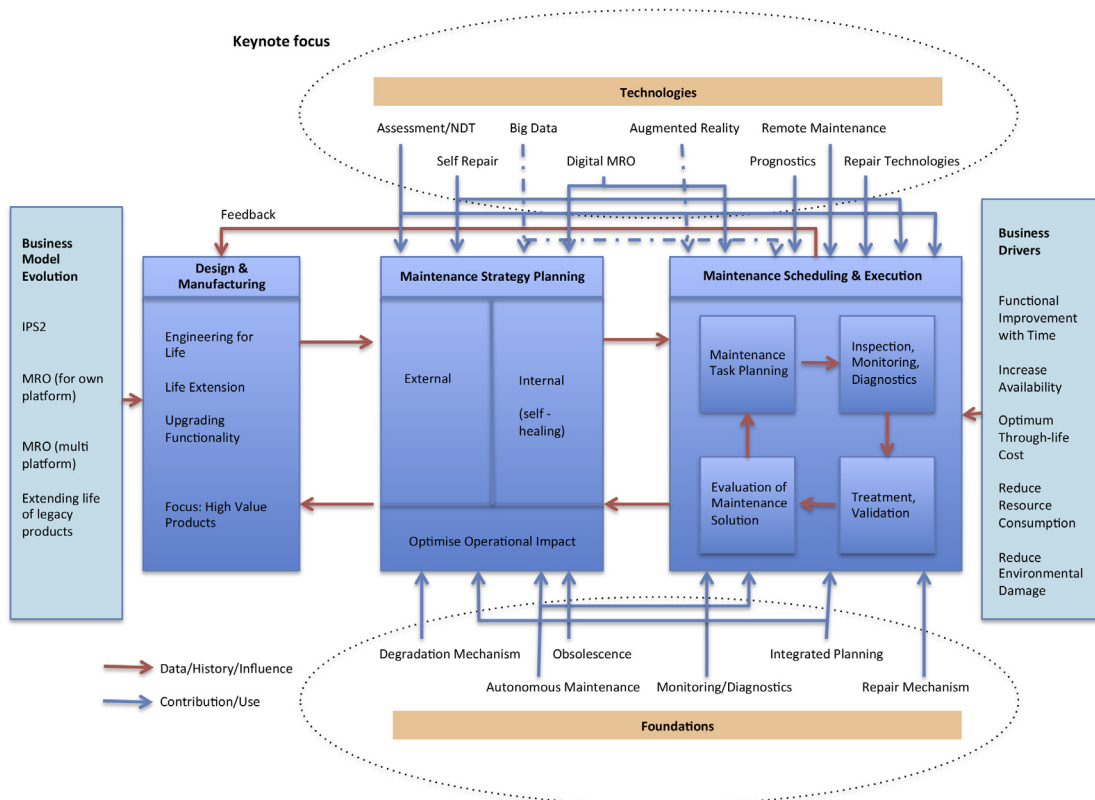 Keynote focus
Technologies
Assessment/NDT
Big Data
Augmented Reality
Remote Maintenance
Self Repair
Digital MRO
Prognostics
Repair Technologies
Feedback
Business
Model
Evolution
IPS2
MRO (for own
platform)
MRO (multi
platform)
Extending life
of legacy
products
Design &
Manufacturing
Engineering for
Life
Life Extension
Upgrading
Functionality
Focus: High Value
Products
Maintenance Strategy Planning
External
Internal
(self -
healing)
Optimise Operational Impact
Maintenance Scheduling & Execution
Maintenance
Task Planning
Inspection,
Monitoring,
Diagnostics
Evaluation of
Maintenance
Solution
Treatment,
Validation
Business
Drivers
Functional
Improvement
with Time
Increase
Availability
Optimum
Through-life
Cost
Reduce
Resource
Consumption
Reduce
Environmental
Damage
Data/History/Influence
Contribution/Use
Degradation Mechanism
Obsolescence
Integrated Planning
Autonomous Maintenance
Monitoring/Diagnostics
Repair Mechanism
Foundations